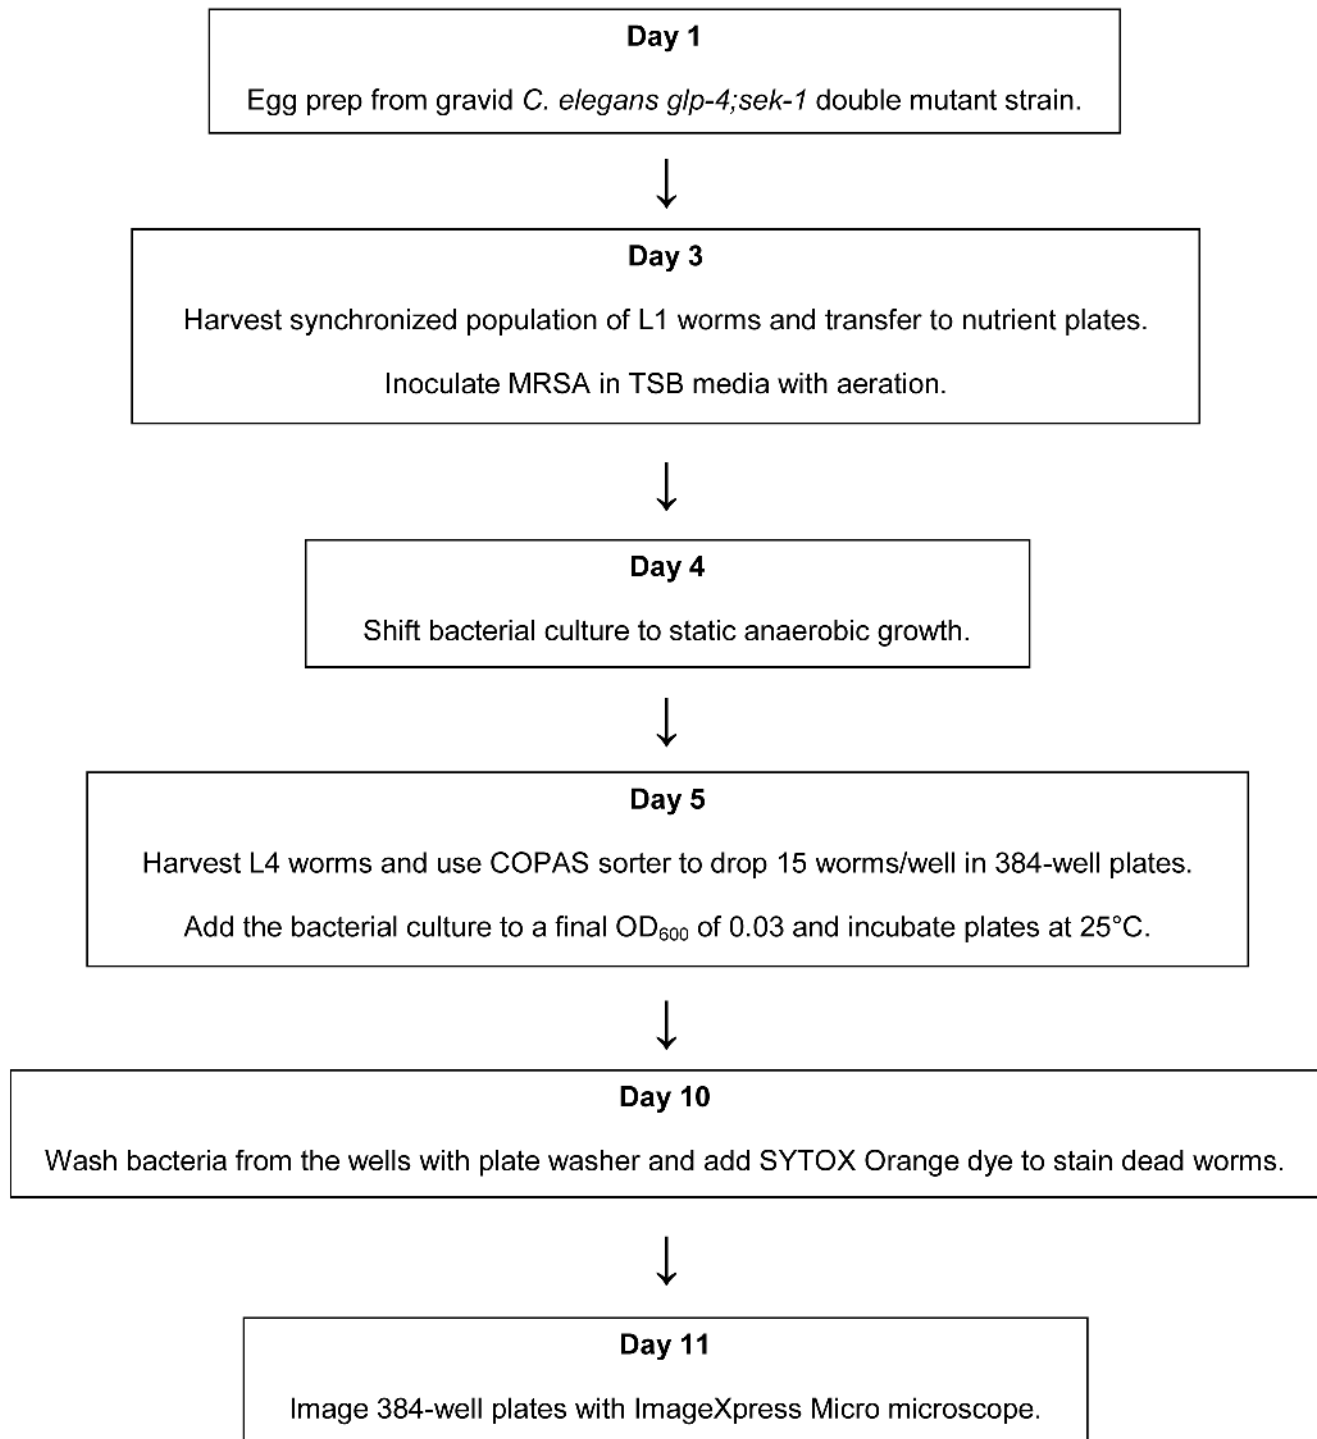 Day 1
Egg prep from gravid C. elegans glp-4;sek-1 double mutant strain.
↓
Day 3
Harvest synchronized population of L1 worms and transfer to nutrient plates.
Inoculate MRSA in TSB media with aeration.
↓
Day 4
Shift bacterial culture to static anaerobic growth.
↓
Day 5
Harvest L4 worms and use COPAS sorter to drop 15 worms/well in 384-well plates.
Add the bacterial culture to a final OD₆₀₀ of 0.03 and incubate plates at 25°C.
↓
Day 10
Wash bacteria from the wells with plate washer and add SYTOX Orange dye to stain dead worms.
↓
Day 11
Image 384-well plates with ImageXpress Micro microscope.